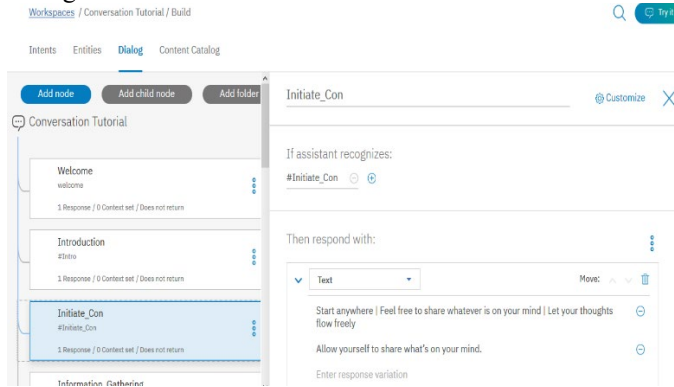 Workspaces / Conversation Tutorial / Build
Try it
Intents Entities Dialog Content Catalog
Add node Add child node Add folder
Conversation Tutorial
Welcome
welcome
1 Response / 0 Context set / Does not return
Introduction
#Intro
1 Response / 0 Context set / Does not return
Initiate_Con
#Initiate_Con
1 Response / 0 Context set / Does not return
Information_Gathering
Initiate_Con
Customize
If assistant recognizes:
#Initiate_Con
Then respond with:
Text
Move:
Start anywhere | Feel free to share whatever is on your mind | Let your thoughts
flow freely
Allow yourself to share what's on your mind.
Enter response variation